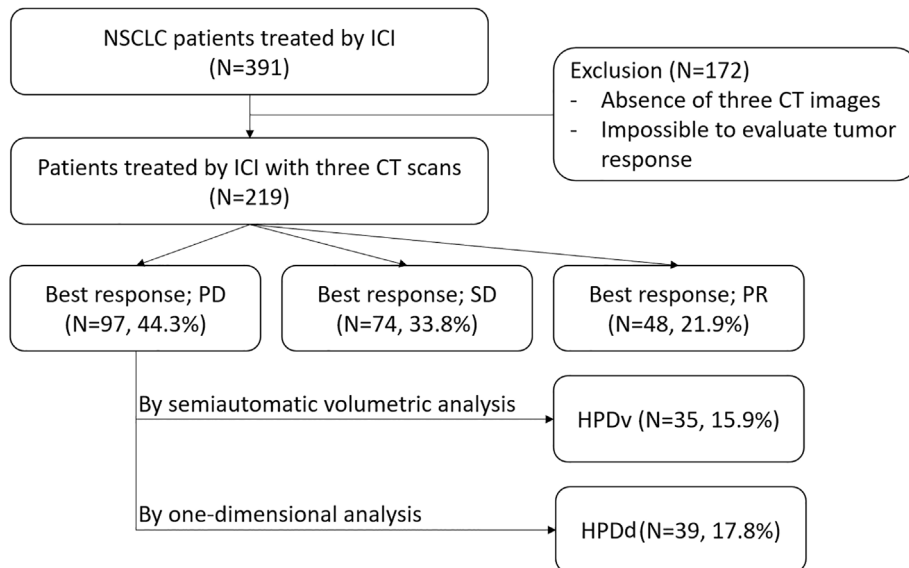 NSCLC patients treated by ICI
(N=391)
Exclusion (N=172)
- Absence of three CT images
- Impossible to evaluate tumor
response
Patients treated by ICI with three CT scans
(N=219)
Best response; PD
(N=97, 44.3%)
Best response; SD
(N=74, 33.8%)
Best response; PR
(N=48, 21.9%)
By semiautomatic volumetric analysis
HPDv (N=35, 15.9%)
By one-dimensional analysis
HPDd(N=39, 17.8%)